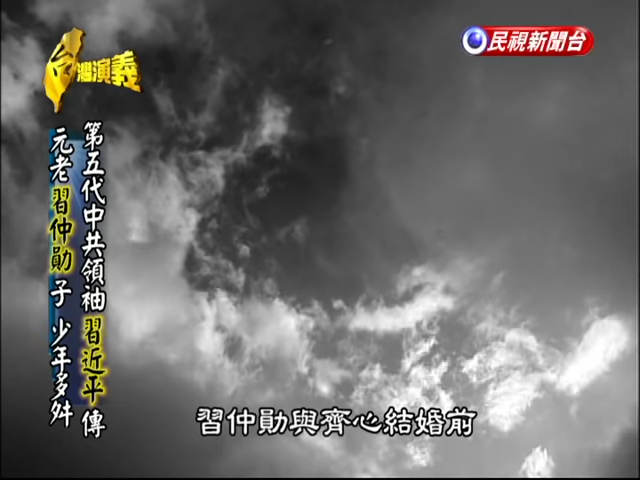 台灣演義
民視新聞台
第五代中共領袖習近平傳
元老習仲勛子 少年多舛
習仲勛與齊心結婚前